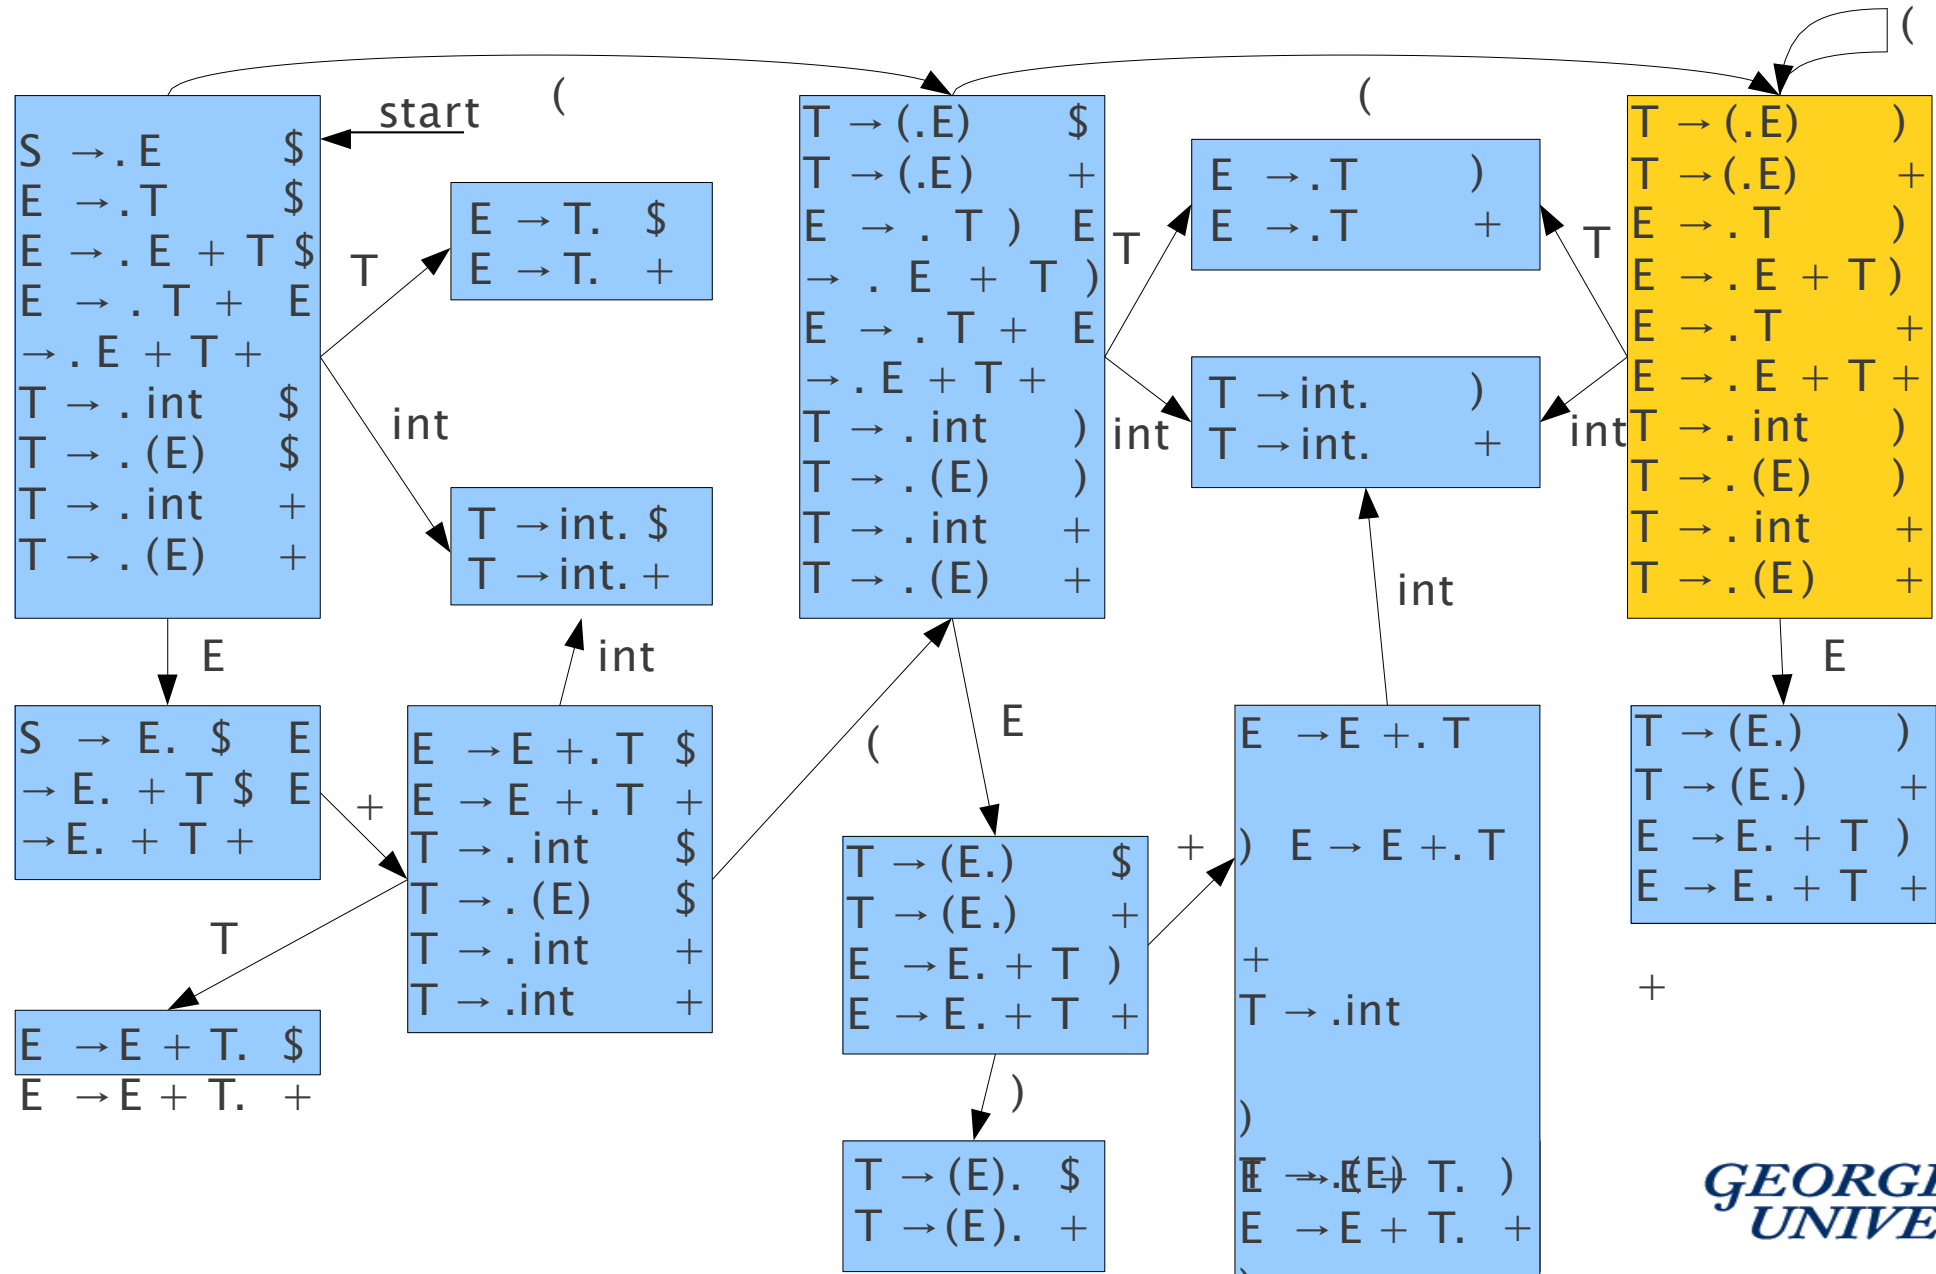 (
(
(
start
S → . E $
E → . T $
E → . E + T $
E → . T + E
→ . E + T +
T → . int $
T → . (E) $
T → . int +
T → . (E) +
T
E → T. $
E → T. +
int
T → int. $
T → int. +
T → (.E) $
T → (.E) +
E → . T ) E
→ . E + T )
E → . T + E
→ . E + T +
T → . int )
T → . (E) )
T → . int +
T → . (E) +
T
E → . T )
E → . T +
T
int
T → int. )
T → int. +
int
T → (.E) )
T → (.E) +
E → . T )
E → . E + T )
E → . T +
E → . E + T +
T → . int )
T → . (E) )
T → . int +
T → . (E) +
E
int
(
E
int
E
S → E. $ E
→ E. + T $ E
→ E. + T +
+
E → E +. T $
E → E +. T +
T → . int $
T → . (E) $
T → . int +
T → .int +
T
E → E + T. $
E → E + T. +
T → (E.) $
T → (E.) +
E → E. + T )
E → E. + T +
+
)
T → (E). $
T → (E). +
E → E +. T
) E → E +. T
+
T → .int
)
E → E + T. +
T → (E.) )
T → (E.) +
E → E. + T )
E → E. + T +
+